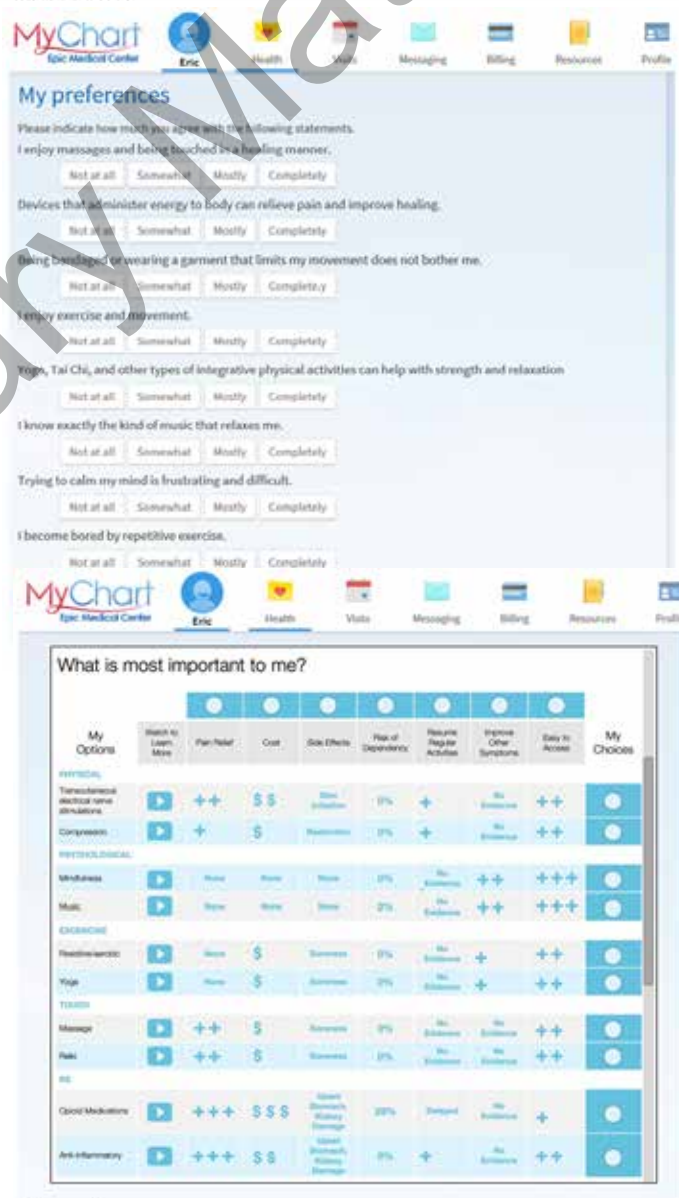 MyChart
Epic Medical Center
Eric
Health
Visits
Messaging
Billing
Resources
Profile
My preferences
Please indicate how much you agree with the following statements.
I enjoy massages and being touched in a healing manner.
Not at all Somewhat Mostly Completely
Devices that administer energy to body can relieve pain and improve healing.
Not at all Somewhat Mostly Completely
Being bandaged or wearing a garment that limits my movement does not bother me.
Not at all Somewhat Mostly Completely
I enjoy exercise and movement.
Not at all Somewhat Mostly Completely
Yoga, Tai Chi, and other types of integrative physical activities can help with strength and relaxation
Not at all Somewhat Mostly Completely
I know exactly the kind of music that relaxes me.
Not at all Somewhat Mostly Completely
Trying to calm my mind is frustrating and difficult.
Not at all Somewhat Mostly Completely
I become bored by repetitive exercise.
Not at all Somewhat Mostly Completely
MyChart
Epic Medical Center
Eric
Health
Visits
Messaging
Billing
Resources
What is most important to me?
My Options
Watch to Learn More
Pain Relief
Cost
Side Effects
Risk of Dependency
Resume Regular Activities
Improve Other Symptoms
Easy to Access
My Choices
PHYSICAL
Transcutaneous
electrical nerve
stimulations
++ $$ 0% + No Evidence ++
Compression + $ 0% + No Evidence ++
Mindfulness None None None 0% No Evidence ++ +++
Music None None None 0% No Evidence ++ +++
$ Soreness 0% No Evidence + ++
Yoga None $ Soreness 0% No Evidence + ++
TOUCH
Massage ++ $ Soreness 0% No Evidence No Evidence ++
Reiki ++ $ Soreness 0% No Evidence No Evidence ++
RX
Opioid Medications +++ $$$ Upset Stomach, Kidney Damage No Evidence +
Anti-inflammatory +++ $$ Upset Stomach, Kidney Damage 0% + No Evidence ++